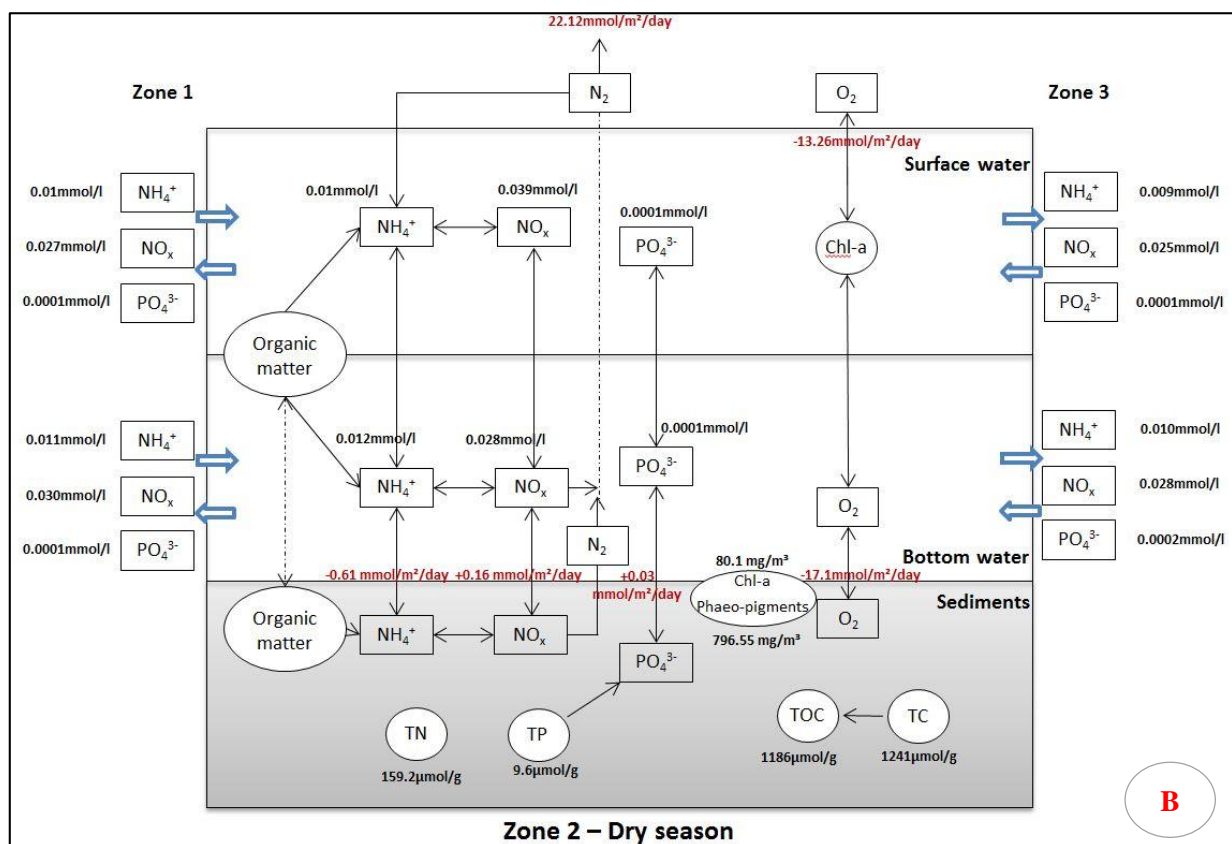 22.12mmol/m²/day
Zone 1
N₂
O₂
Zone 3
-13.26mmol/m²/day
Surface water
0.01mmol/l
NH₄⁺
0.027mmol/l
NOₓ
0.0001mmol/l
PO₄³⁻
0.01mmol/l
NH₄⁺
0.039mmol/l
NOₓ
0.0001mmol/l
PO₄³⁻
Chl-a
NH₄⁺
0.009mmol/l
NOₓ
0.025mmol/l
PO₄³⁻
0.0001mmol/l
Organic
matter
0.011mmol/l
NH₄⁺
0.030mmol/l
NOₓ
0.0001mmol/l
PO₄³⁻
0.012mmol/l
NH₄⁺
0.028mmol/l
NOₓ
0.0001mmol/l
PO₄³⁻
N₂
O₂
NH₄⁺
0.010mmol/l
NOₓ
0.028mmol/l
PO₄³⁻
0.0002mmol/l
Bottom water
-0.61 mmol/m²/day
+0.16 mmol/m²/day
+0.03
mmol/m²/day
80.1 mg/m³
Chl-a
Phaeo-pigments
796.55 mg/m³
-17.1mmol/m²/day
Sediments
Organic
matter
NH₄⁺
NOₓ
PO₄³⁻
O₂
TN
159.2µmol/g
TP
9.6µmol/g
TOC
1186µmol/g
TC
1241µmol/g
B
Zone 2 – Dry season